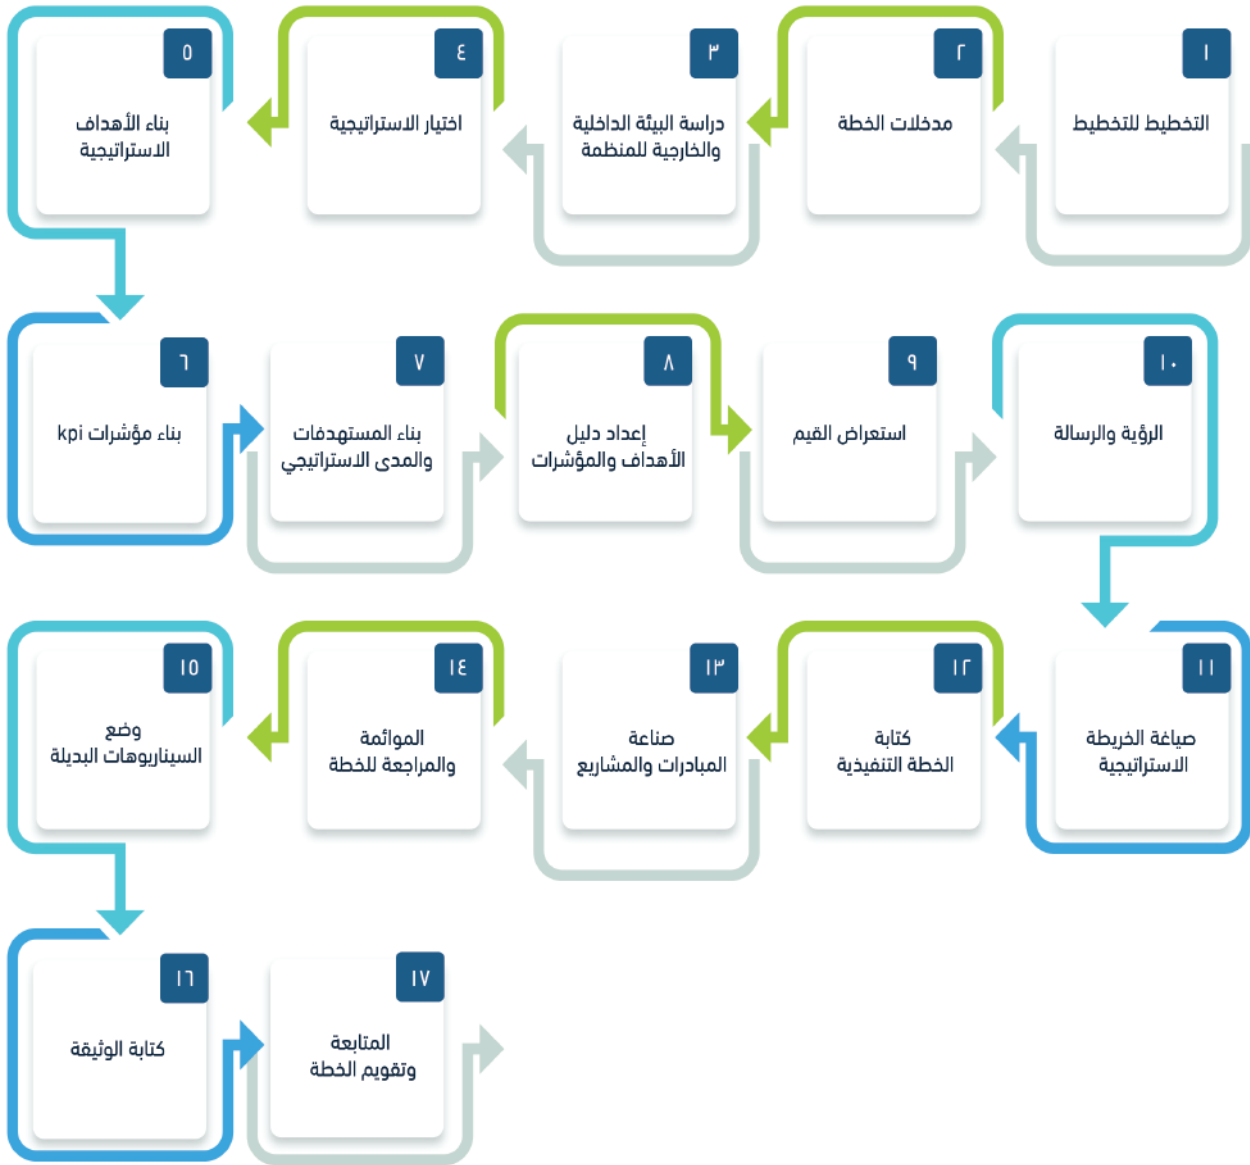 ١
التخطيط للتخطيط
٢
مدخلات الخطة
٣
دراسة البيئة الداخلية
والخارجية للمنظمة
٤
اختيار الاستراتيجية
٥
بناء الأهداف
الاستراتيجية
٦
بناء مؤشرات kpi
٧
بناء المستهدفات
والمدى الاستراتيجي
٨
إعداد دليل
الأهداف والمؤشرات
٩
استعراض القيم
١٠
الرؤية والرسالة
١١
صياغة الخريطة
الاستراتيجية
١٢
كتابة
الخطة التنفيذية
١٣
صناعة
المبادرات والمشاريع
١٤
الموائمة
والمراجعة للخطة
١٥
وضع
السيناريوهات البديلة
١٦
كتابة الوثيقة
١٧
المتابعة
وتقويم الخطة